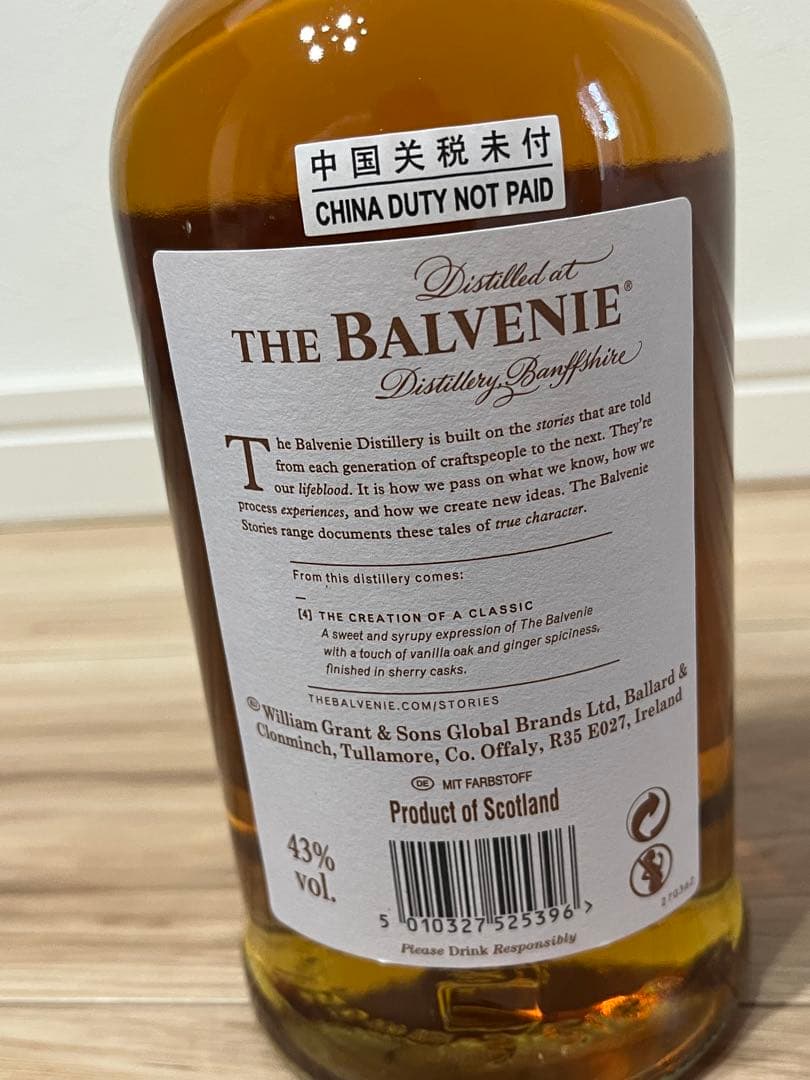 中国关税未付
CHINA DUTY NOT PAID
Distilled at
THE BALVENIE®
Distillery, Banffshire
The Balvenie Distillery is built on the stories that are told
from each generation of craftspeople to the next. They're
our lifeblood. It is how we pass on what we know, how we
process experiences, and how we create new ideas. The Balvenie
Stories range documents these tales of true character.
From this distillery comes:
—
[4] THE CREATION OF A CLASSIC
A sweet and syrupy expression of The Balvenie
with a touch of vanilla oak and ginger spiciness,
finished in sherry casks.
THEBALVENIE.COM/STORIES
© William Grant & Sons Global Brands Ltd, Ballard &
Clonminch, Tullamore, Co. Offaly, R35 E027, Ireland
DE MIT FARBSTOFF
Product of Scotland
43%
vol.
5 010327 525396 >
Please Drink Responsibly